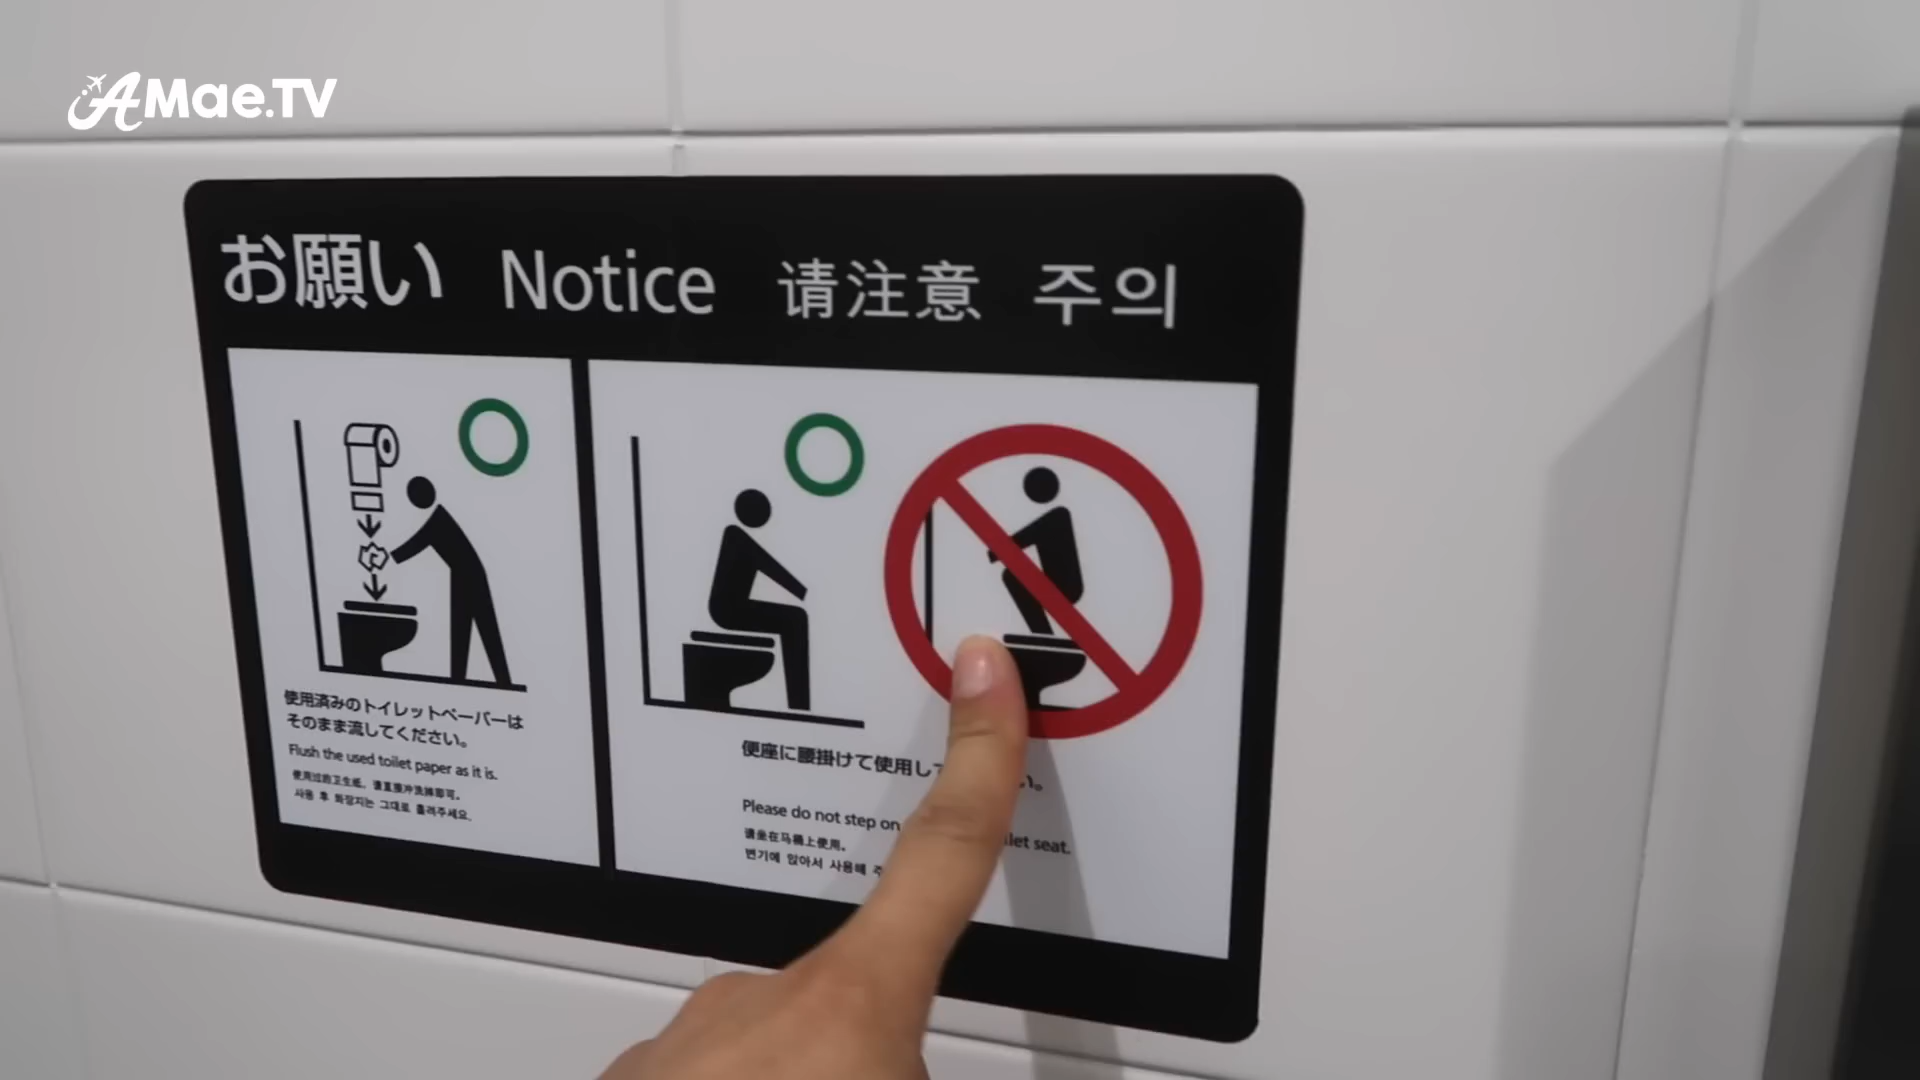 AMae.TV
お願い Notice 请注意 주의
使用済みのトイレットペーパーは
そのまま流してください。
Flush the used toilet paper as it is.
使用过的卫生纸，请直接冲洗掉即可。
사용 후 화장지는 그대로 흘려주세요.
便座に腰掛けて使用し い。
Please do not step on let seat.
请坐在马桶上使用。
변기에 앉아서 사용해 주